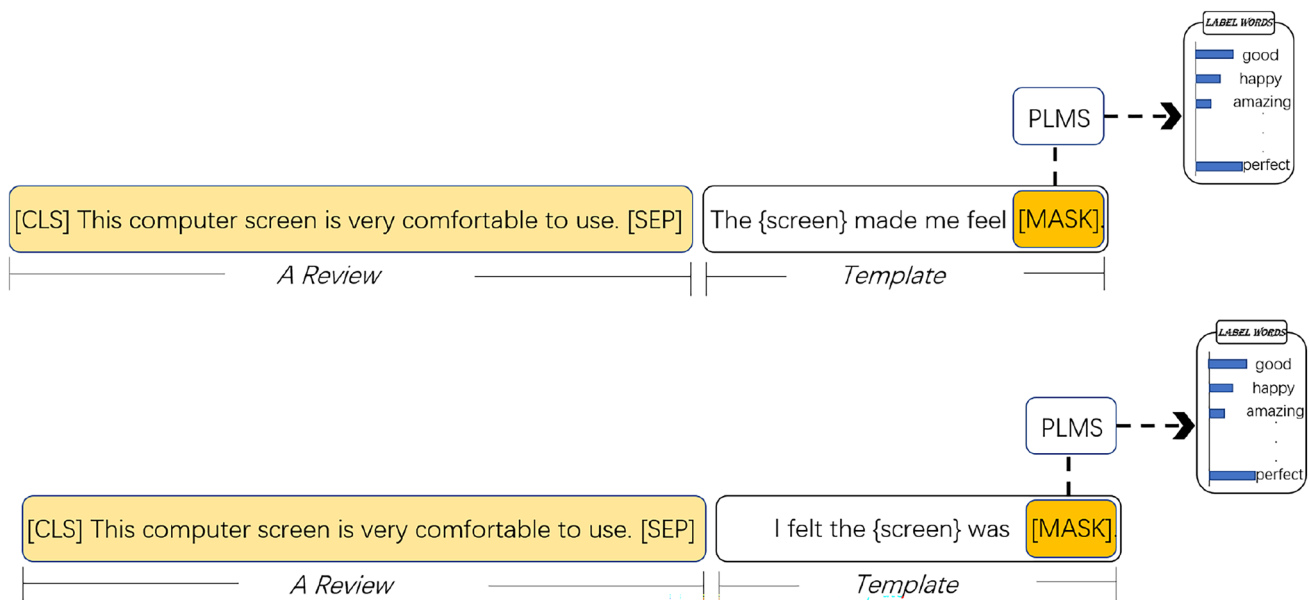 LABEL WORDS
good
happy
amazing
perfect
PLMS
[CLS] This computer screen is very comfortable to use. [SEP]
The {screen} made me feel [MASK].
A Review
Template
LABEL WORDS
good
happy
amazing
perfect
PLMS
[CLS] This computer screen is very comfortable to use. [SEP]
I felt the {screen} was [MASK].
A Review
Template